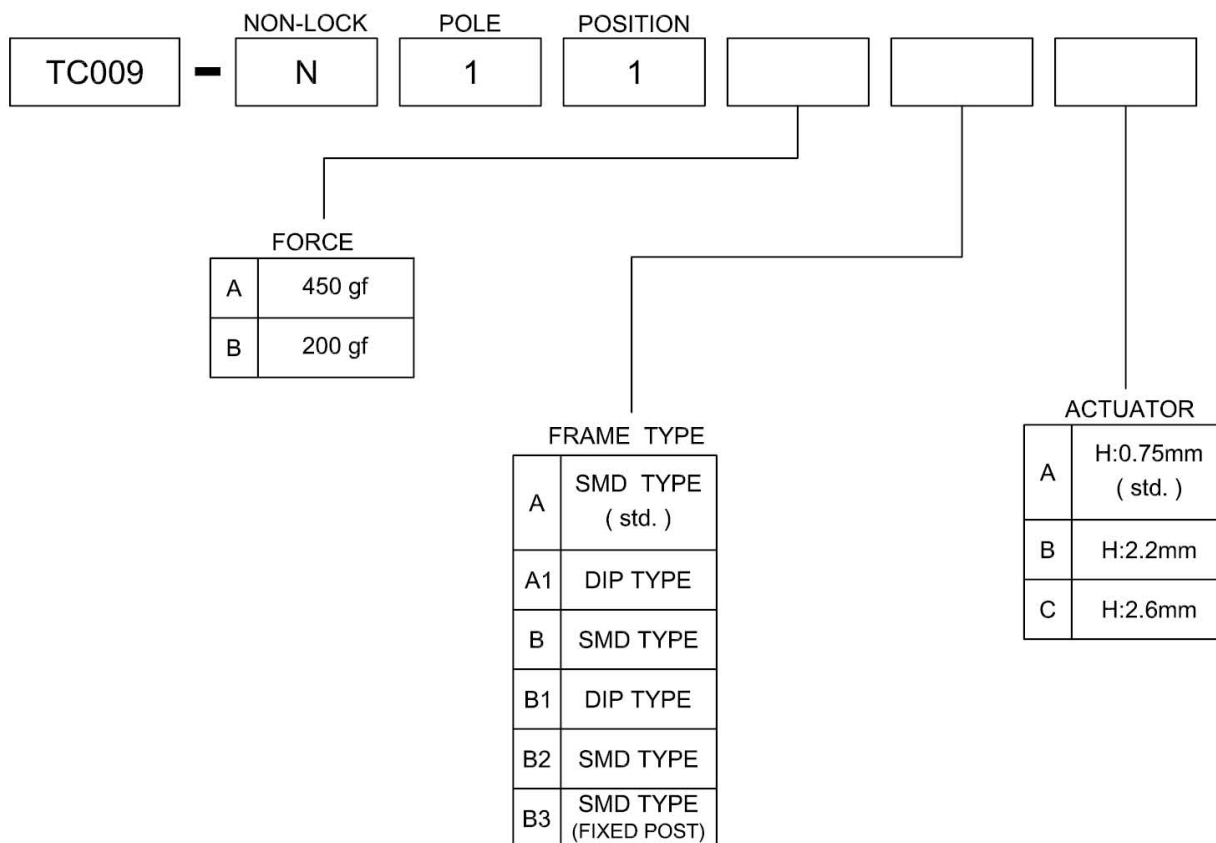 NON-LOCK POLE POSITION
TC009 - N 1 1
FORCE
A 450 gf
B 200 gf
FRAME TYPE
A SMD TYPE
( std. )
A1 DIP TYPE
B SMD TYPE
B1 DIP TYPE
B2 SMD TYPE
B3 SMD TYPE
(FIXED POST)
ACTUATOR
A H:0.75mm
( std. )
B H:2.2mm
C H:2.6mm